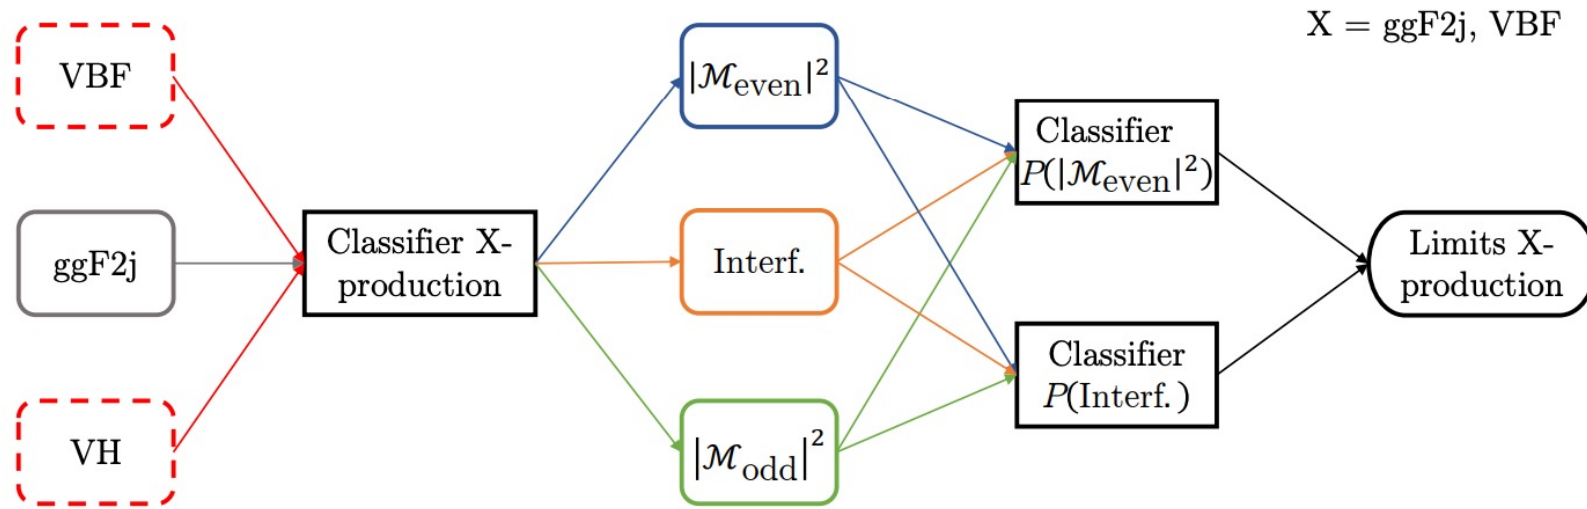 X = ggF2j, VBF
VBF
ggF2j
VH
Classifier X-
production
|ℳeven|²
Interf.
|ℳodd|²
Classifier
P(|ℳeven|²)
Classifier
P(Interf.)
Limits X-
production